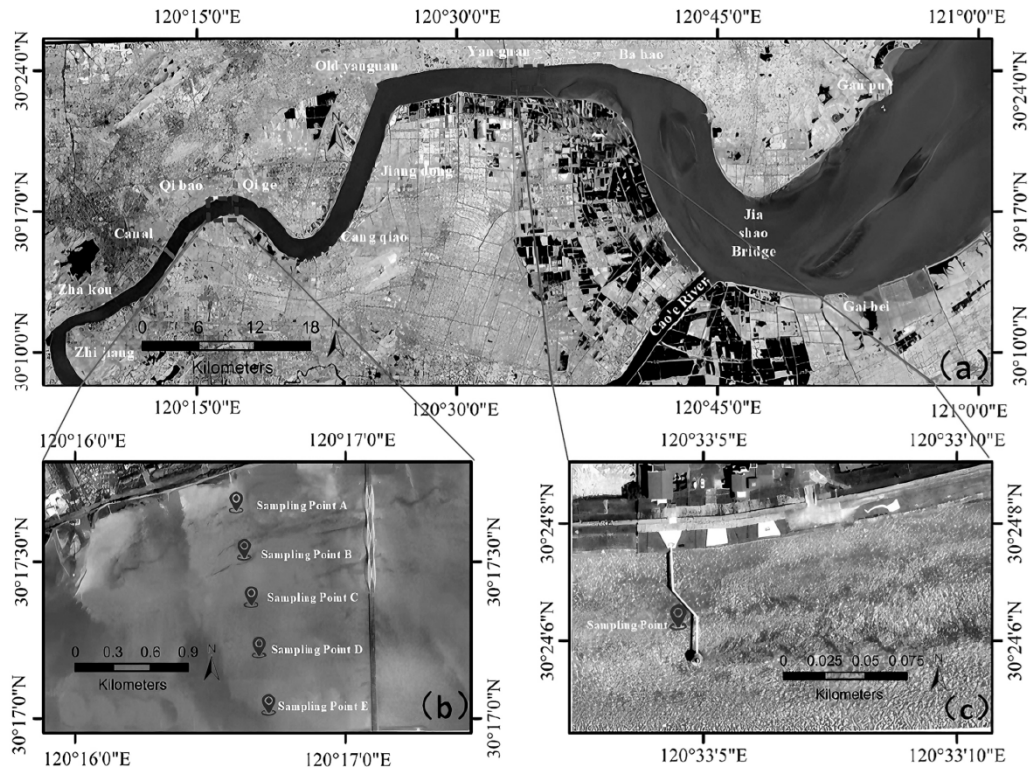 120°15'0"E
120°30'0"E
120°45'0"E
121°0'0"E
30°24'0"N
30°17'0"N
30°10'0"N
Old yanguan
Yan guan
Ba hao
Gan pu
Qi bao
Qi ge
Jiang dong
Canal
Cang qiao
Zha kou
Zhi jiang
Jia
shao
Bridge
Cao'e River
Gai bei
0 6 12 18
Kilometers
(a)
30°24'0"N
30°17'0"N
30°10'0"N
120°15'0"E
120°30'0"E
120°45'0"E
121°0'0"E
120°16'0"E
120°17'0"E
30°17'30"N
30°17'0"N
Sampling Point A
Sampling Point B
Sampling Point C
Sampling Point D
Sampling Point E
0 0.3 0.6 0.9
Kilometers
N
(b)
30°17'30"N
30°17'0"N
120°16'0"E
120°17'0"E
120°33'5"E
120°33'10"E
30°24'8"N
30°24'6"N
Sampling Point
0 0.025 0.05 0.075
Kilometers
N
(c)
30°24'8"N
30°24'6"N
120°33'5"E
120°33'10"E